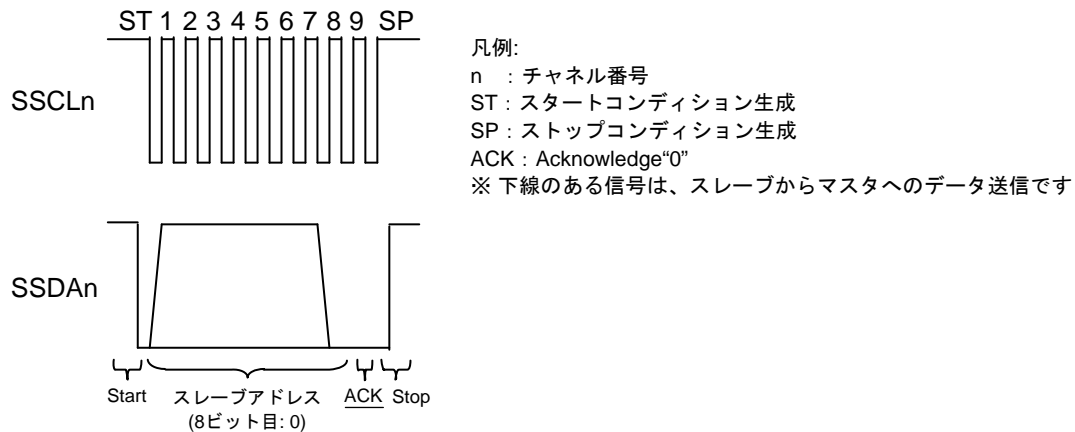 ST 1 2 3 4 5 6 7 8 9 SP
SSCLn
凡例:
n ：チャネル番号
ST：スタートコンディション生成
SP：ストップコンディション生成
ACK：Acknowledge“0”
※ 下線のある信号は、スレーブからマスタへのデータ送信です
SSDAn
Start スレーブアドレス ACK Stop
(8ビット目: 0)